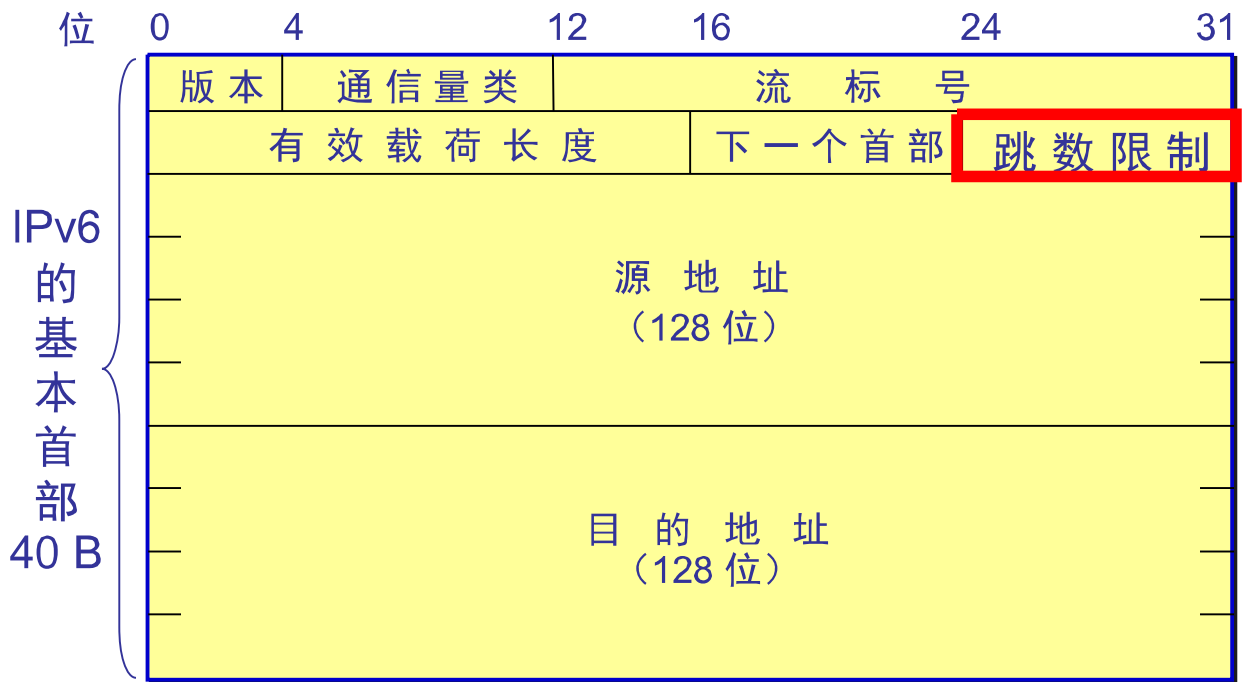 位 0 4 12 16 24 31
版本 通信量类 流标号
有效载荷长度 下一个首部 跳数限制
源地址
（128 位）
目的地址
（128 位）
IPv6
的
基
本
首
部
40 B